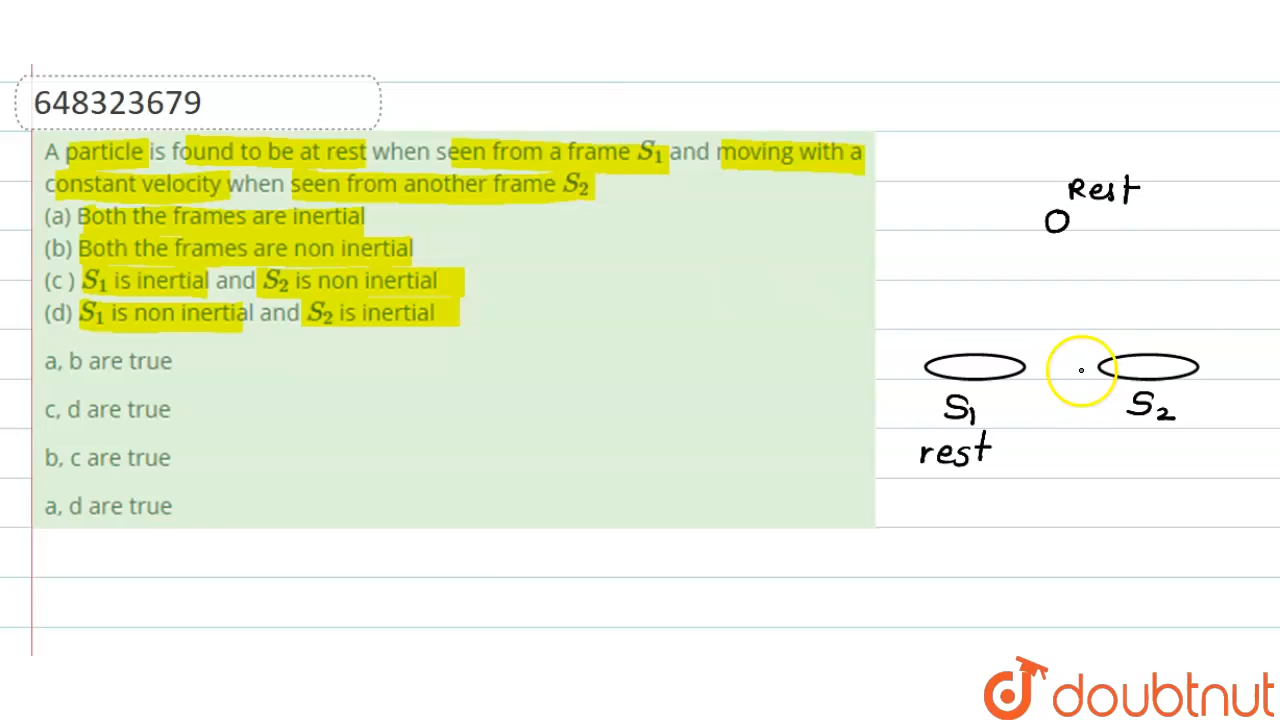 648323679
A particle is found to be at rest when seen from a frame S₁ and moving with a
constant velocity when seen from another frame S₂
(a) Both the frames are inertial
(b) Both the frames are non inertial
(c ) S₁ is inertial and S₂ is non inertial
(d) S₁ is non inertial and S₂ is inertial
a, b are true
c, d are true
b, c are true
a, d are true
Rest
S₁
S₂
rest
doubtnut